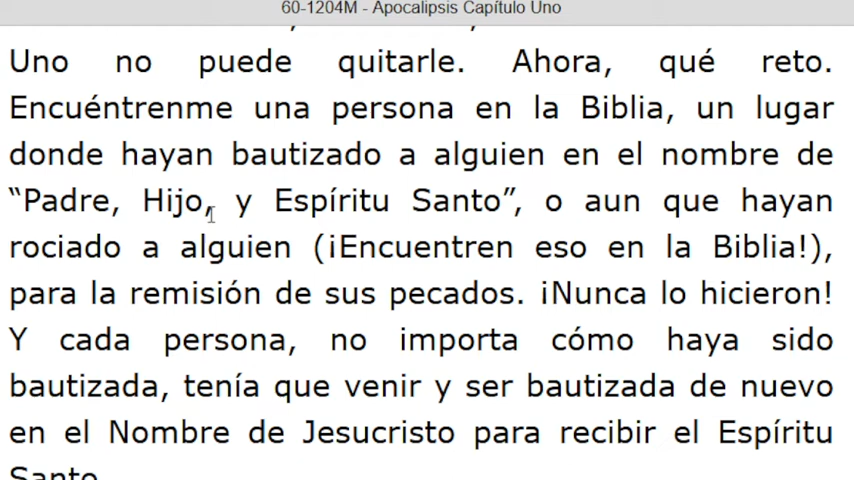 60-1204M - Apocalipsis Capítulo Uno
Uno no puede quitarle. Ahora, qué reto.
Encuéntrenme una persona en la Biblia, un lugar
donde hayan bautizado a alguien en el nombre de
“Padre, Hijo, y Espíritu Santo”, o aun que hayan
rociado a alguien (¡Encuentren eso en la Biblia!),
para la remisión de sus pecados. ¡Nunca lo hicieron!
Y cada persona, no importa cómo haya sido
bautizada, tenía que venir y ser bautizada de nuevo
en el Nombre de Jesucristo para recibir el Espíritu
Santo